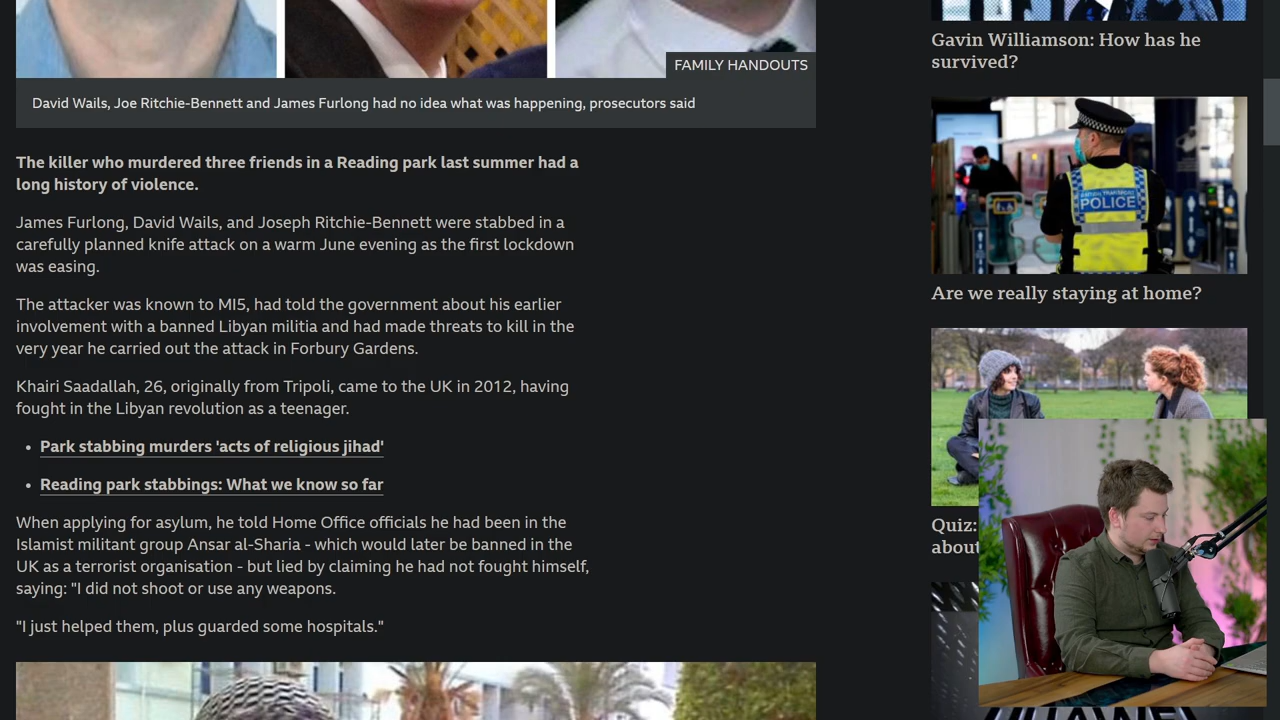 FAMILY HANDOUTS
David Wails, Joe Ritchie-Bennett and James Furlong had no idea what was happening, prosecutors said
The killer who murdered three friends in a Reading park last summer had a
long history of violence.
James Furlong, David Wails, and Joseph Ritchie-Bennett were stabbed in a
carefully planned knife attack on a warm June evening as the first lockdown
was easing.
The attacker was known to MI5, had told the government about his earlier
involvement with a banned Libyan militia and had made threats to kill in the
very year he carried out the attack in Forbury Gardens.
Khairi Saadallah, 26, originally from Tripoli, came to the UK in 2012, having
fought in the Libyan revolution as a teenager.
• Park stabbing murders 'acts of religious jihad'
• Reading park stabbings: What we know so far
When applying for asylum, he told Home Office officials he had been in the
Islamist militant group Ansar al-Sharia - which would later be banned in the
UK as a terrorist organisation - but lied by claiming he had not fought himself,
saying: "I did not shoot or use any weapons.
"I just helped them, plus guarded some hospitals."
Gavin Williamson: How has he
survived?
POLICE
Are we really staying at home?
Quiz:
about